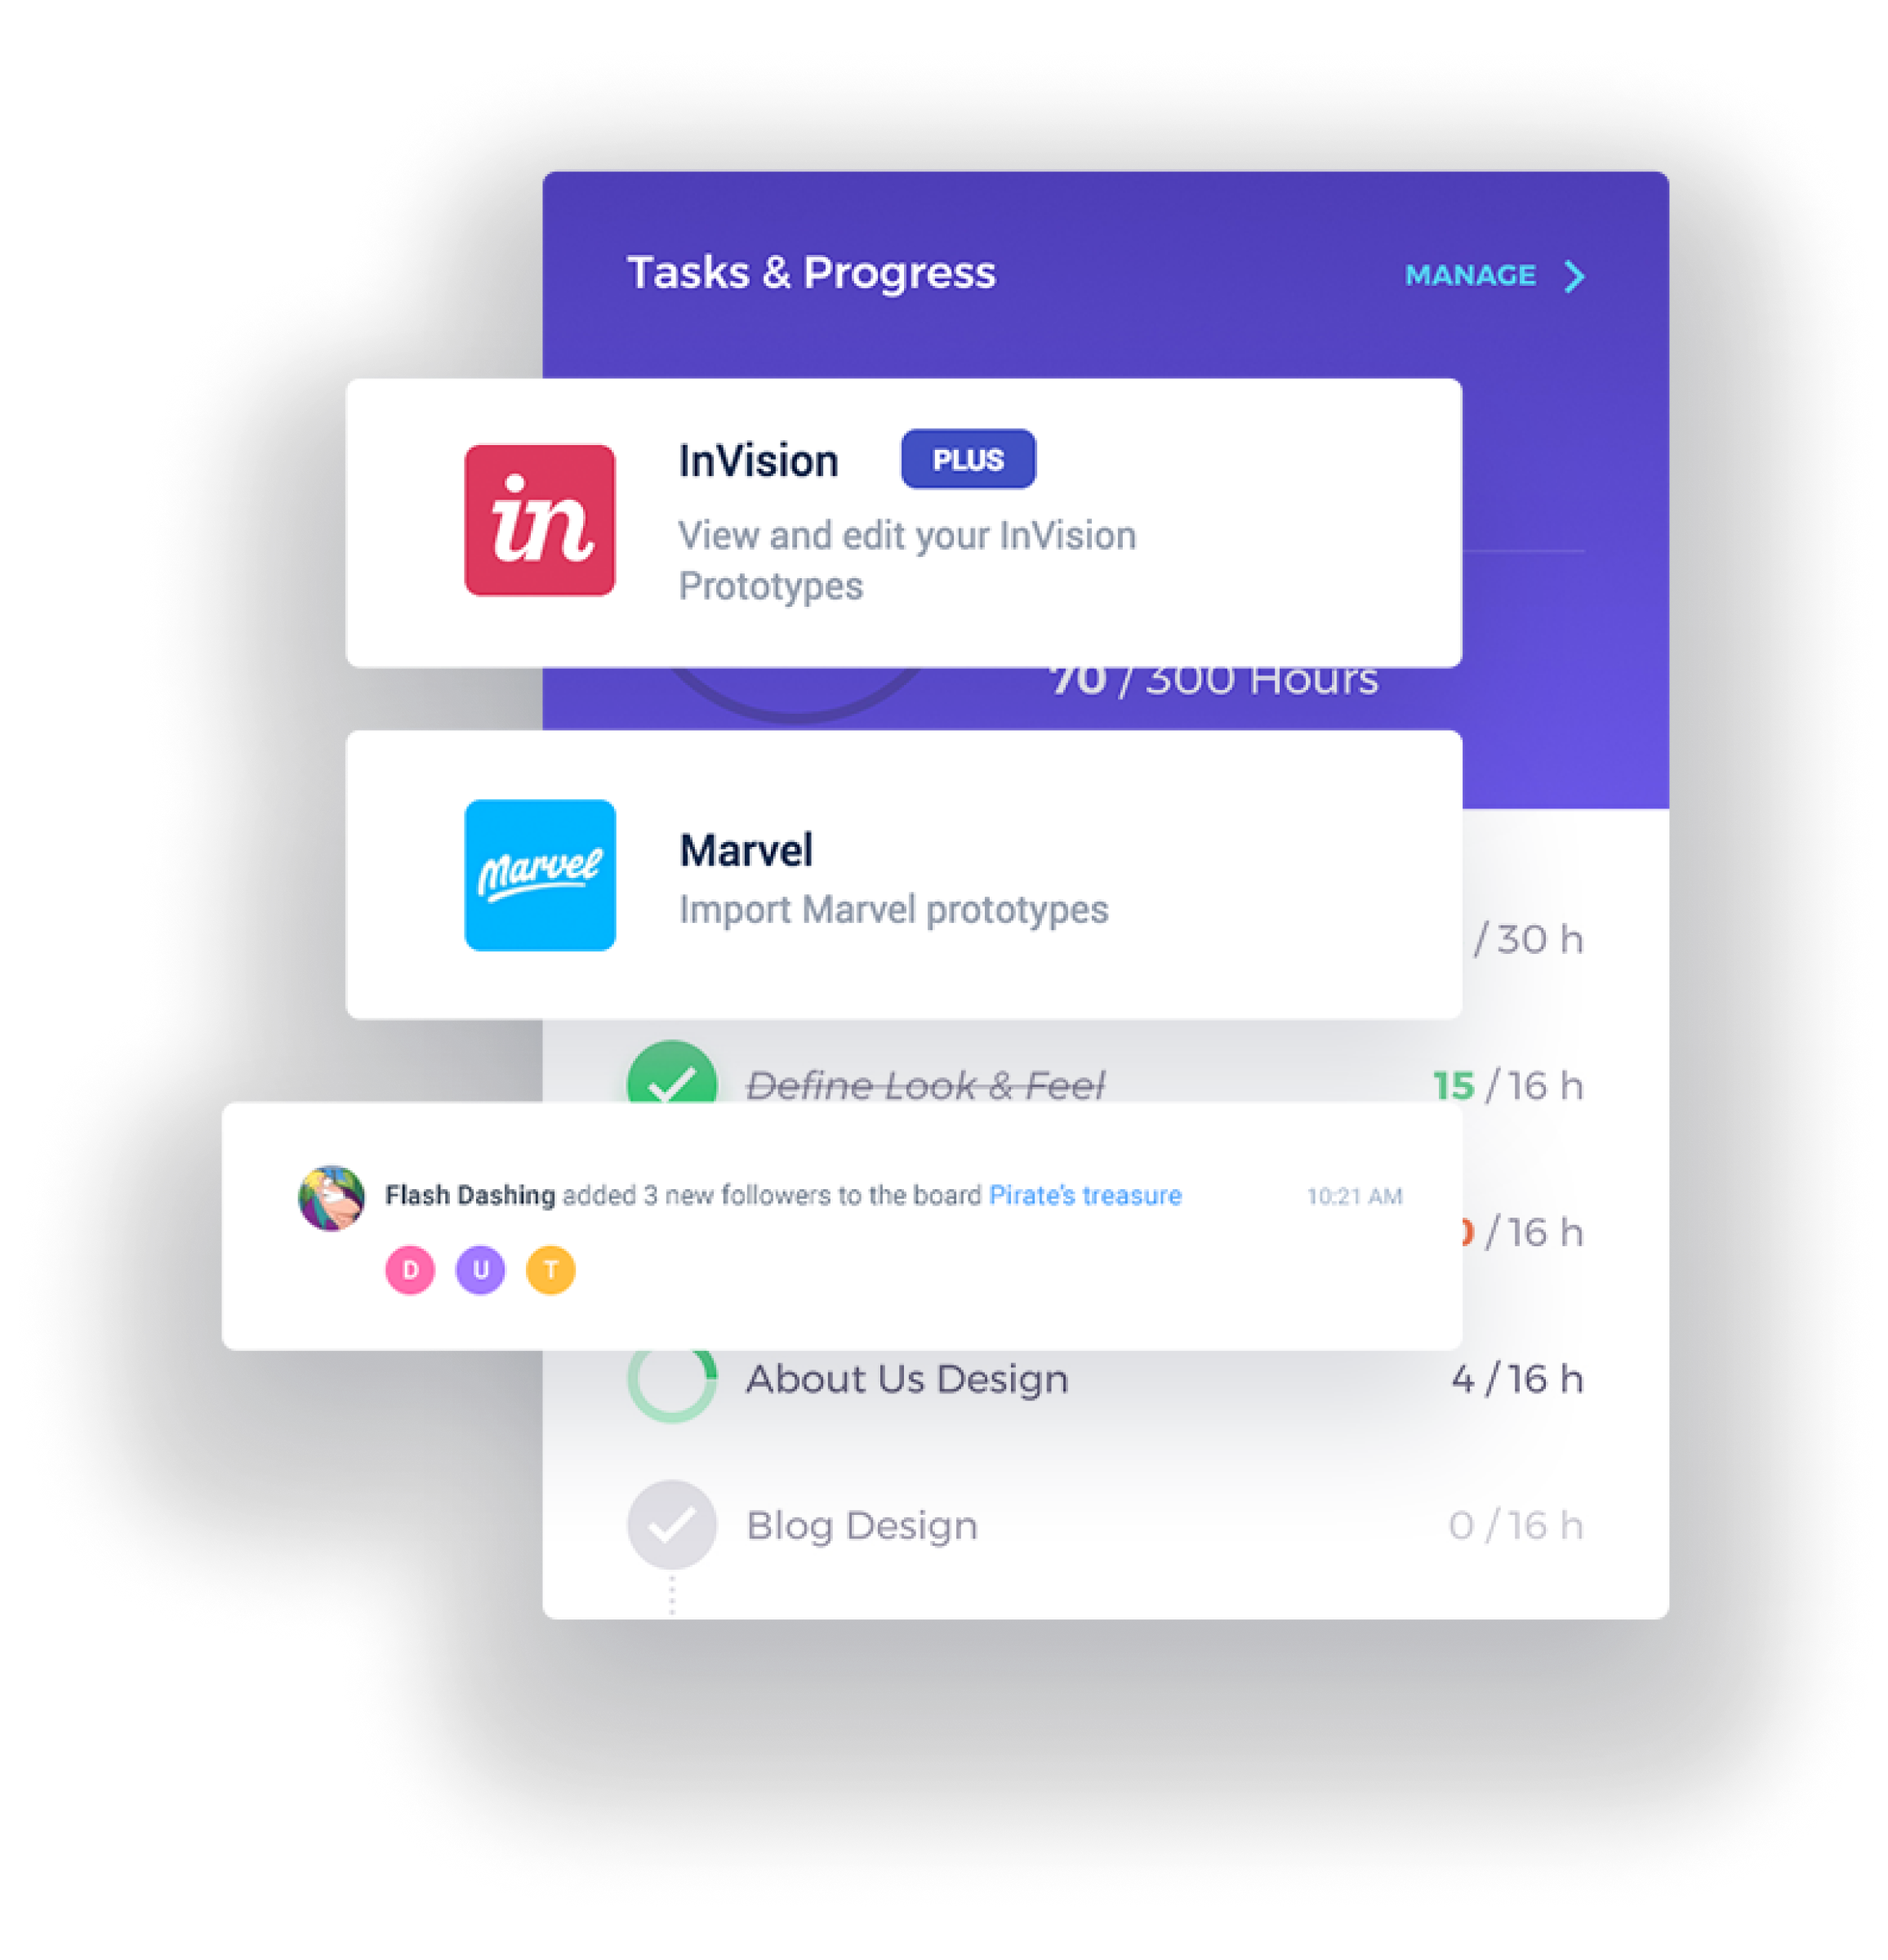 Tasks & Progress
MANAGE
InVision
PLUS
View and edit your InVision
Prototypes
in
70 / 300 Hours
Marvel
Marvel
Import Marvel prototypes
/ 30 h
Define Look & Feel
15 / 16 h
Flash Dashing added 3 new followers to the board Pirate's treasure
10:21 AM
D U T
/ 16 h
About Us Design
4 / 16 h
Blog Design
0 / 16 h